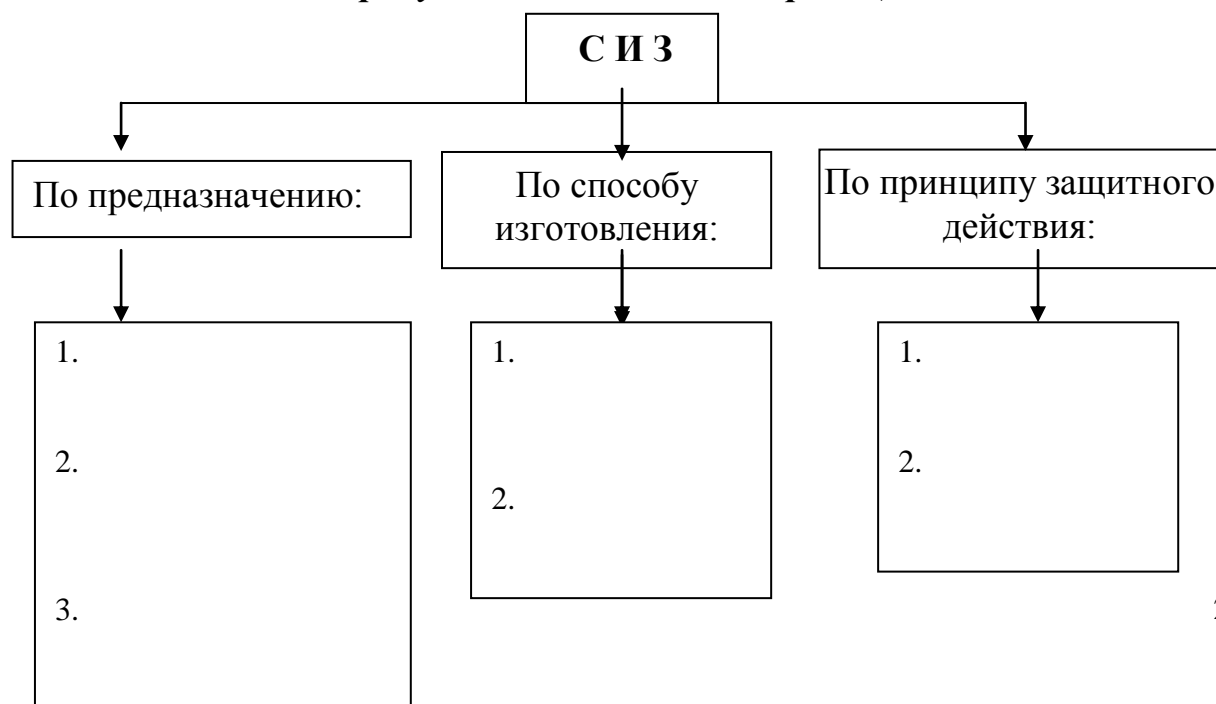 С И З
По предназначению:
По способу
изготовления:
По принципу защитного
действия:
1.
2.
3.
1.
2.
1.
2.